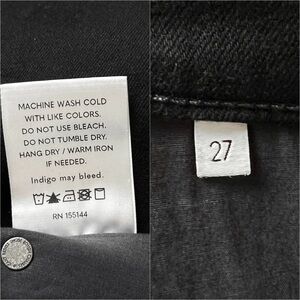 MACHINE WASH COLD
WITH LIKE COLORS.
DO NOT USE BLEACH.
DO NOT TUMBLE DRY.
HANG DRY / WARM IRON
IF NEEDED.
Indigo may bleed.
RN 155144
27